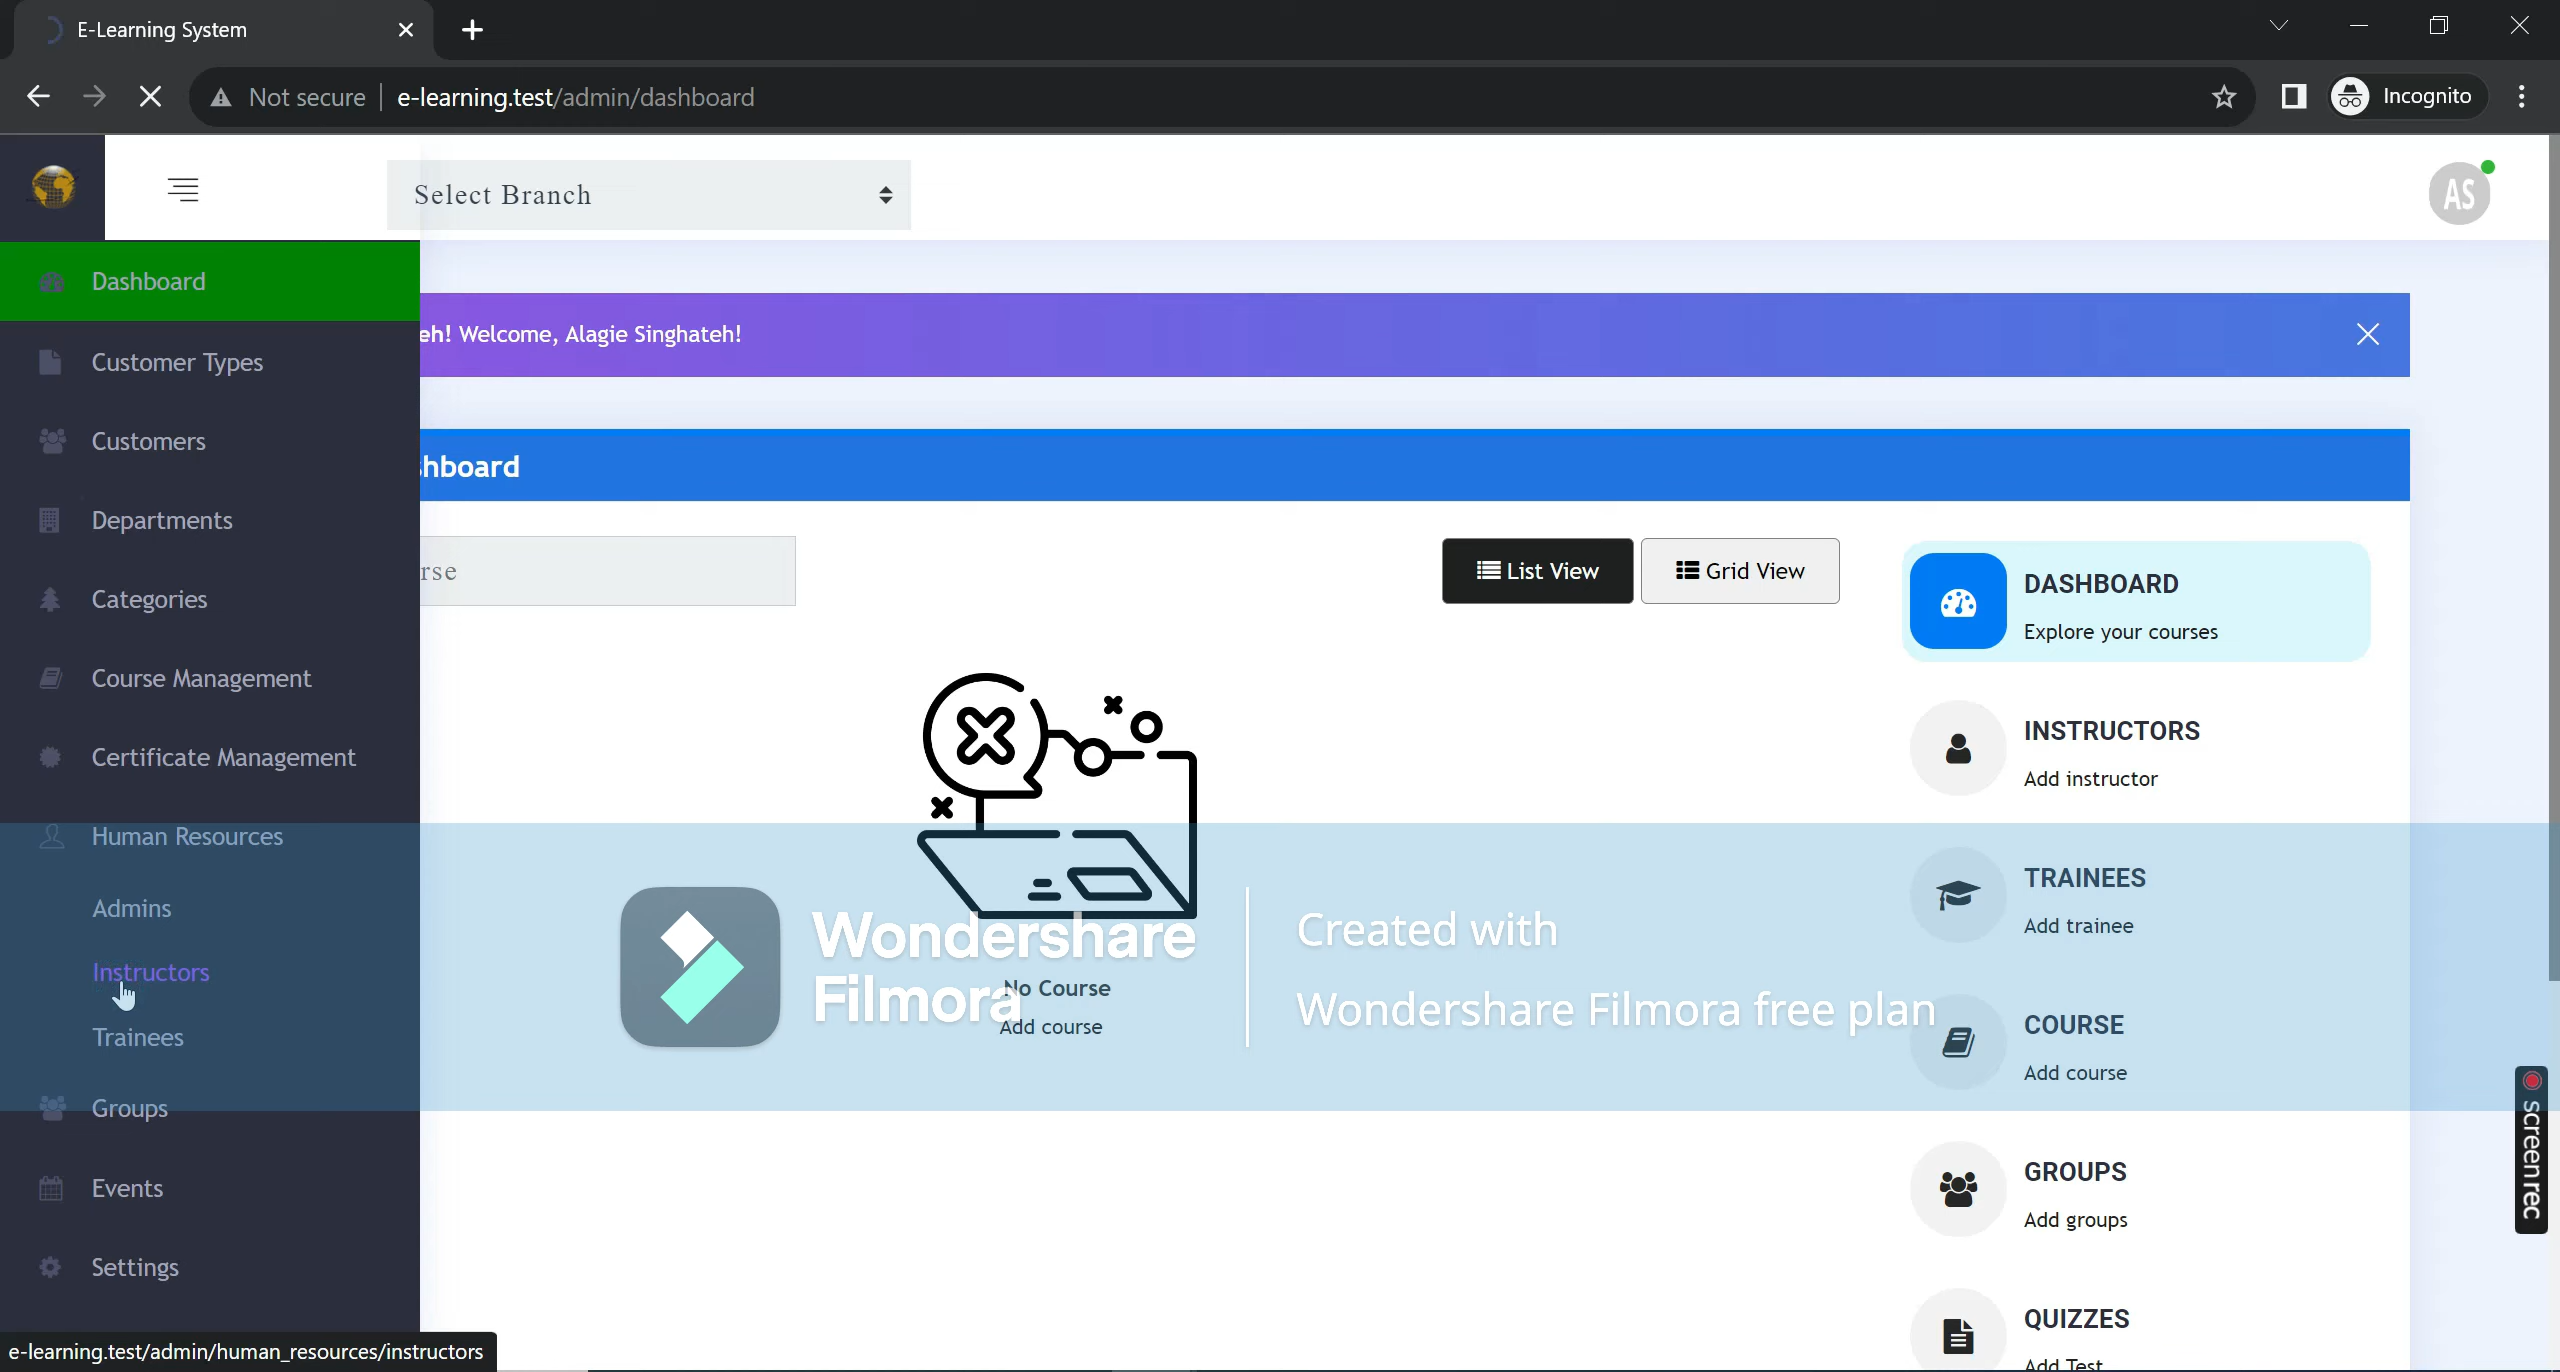 E-Learning System
Not secure
e-learning.test/admin/dashboard
Incognito
Select Branch
AS
Dashboard
Customer Types
Customers
Departments
Categories
Course Management
Certificate Management
Human Resources
Admins
Instructors
Trainees
Groups
Events
Settings
eh! Welcome, Alagie Singhateh!
hboard
rse
List View
Grid View
No Course
Add course
DASHBOARD
Explore your courses
INSTRUCTORS
Add instructor
TRAINEES
Add trainee
COURSE
Add course
GROUPS
Add groups
QUIZZES
Add Test
Wondershare
Filmora
Created with
Wondershare Filmora free plan
screenrec
e-learning.test/admin/human_resources/instructors